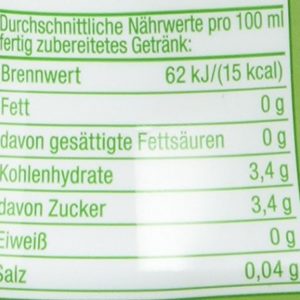 Durchschnittliche Nährwerte pro 100 ml
fertig zubereitetes Getränk:
Brennwert 62 kJ/(15 kcal)
Fett 0 g
davon gesättigte Fettsäuren 0 g
Kohlenhydrate 3,4 g
davon Zucker 3,4 g
Eiweiß 0 g
Salz 0,04 g